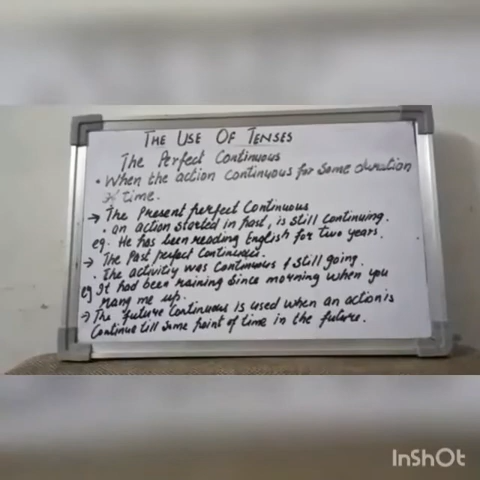 THE USE OF TENSES
The Perfect Continuous
• When the action continuous for some duration
of time.
→ The Present perfect Continuous
• an action started in past, is still continuing.
eg. He has been reading English for two years.
→ The Past perfect Continuous.
• The activity was continuous & still going.
eg It had been raining since morning when you
rang me up.
→ The future Continuous is used when an action is
Continue till some point of time in the future.
InShOt